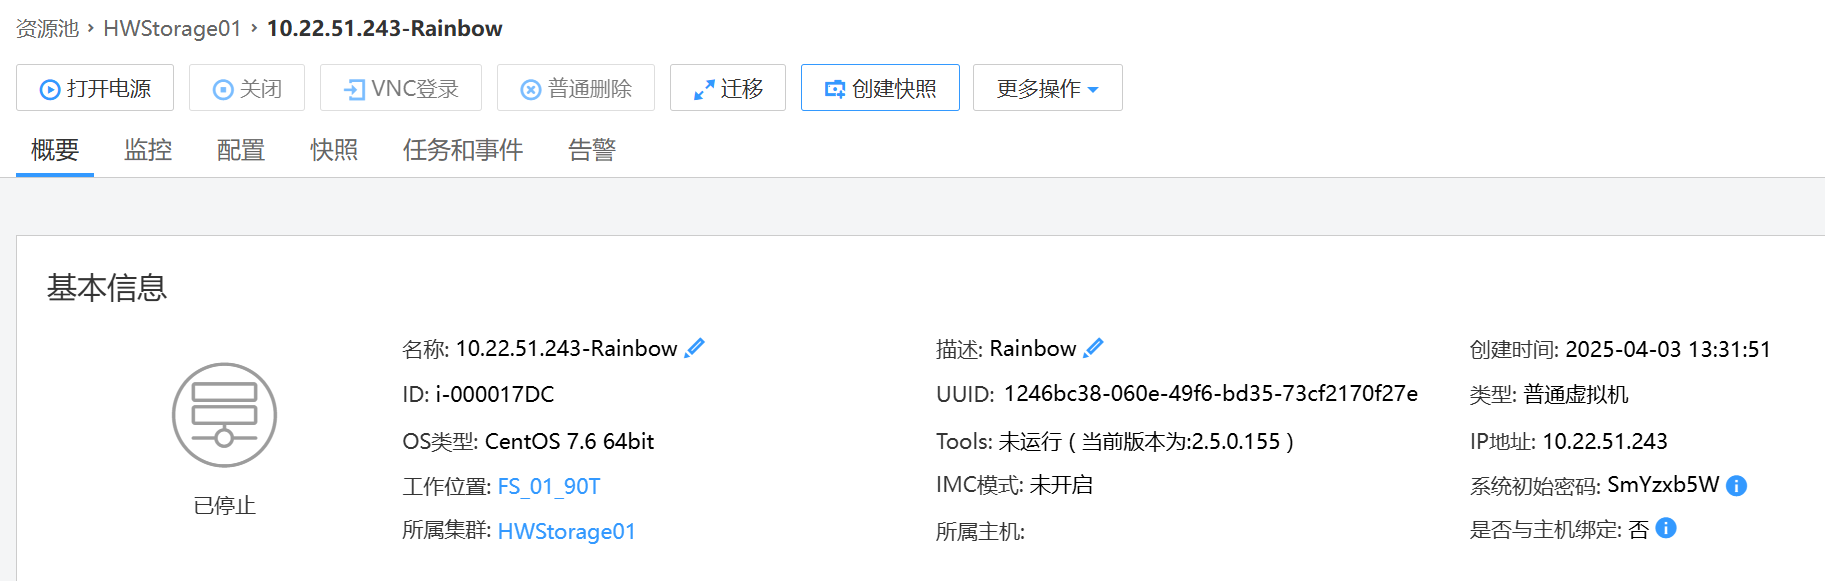 资源池 › HWStorage01 › 10.22.51.243-Rainbow
打开电源 关闭 VNC登录 普通删除 迁移 创建快照 更多操作
概要 监控 配置 快照 任务和事件 告警
基本信息
名称: 10.22.51.243-Rainbow 描述: Rainbow 创建时间: 2025-04-03 13:31:51
ID: i-000017DC UUID: 1246bc38-060e-49f6-bd35-73cf2170f27e 类型: 普通虚拟机
OS类型: CentOS 7.6 64bit Tools: 未运行 ( 当前版本为:2.5.0.155 ) IP地址: 10.22.51.243
工作位置: FS_01_90T IMC模式: 未开启 系统初始密码: SmYzxb5W
已停止
所属集群: HWStorage01 所属主机: 是否与主机绑定: 否